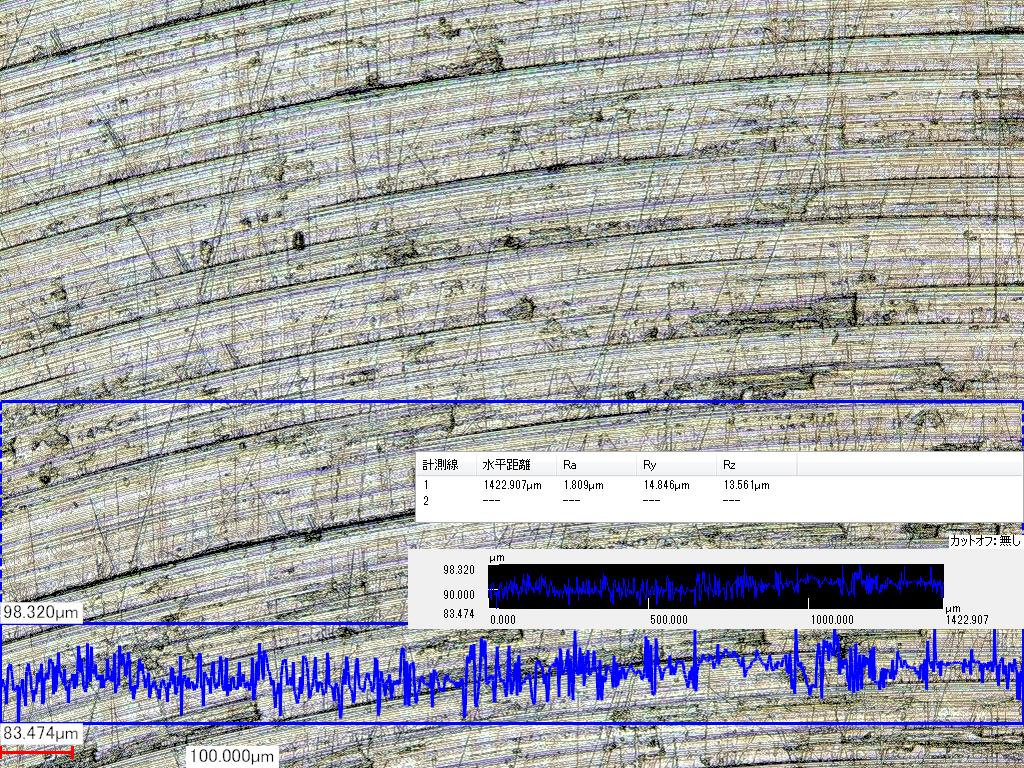 計測線 水平距離 Ra Ry Rz
1 1422.907µm 1.809µm 14.846µm 13.561µm
2 --- --- --- ---
カットオフ: 無し
µm
98.320
90.000
83.474
0.000 500.000 1000.000 1422.907
µm
98.320µm
83.474µm
100.000µm